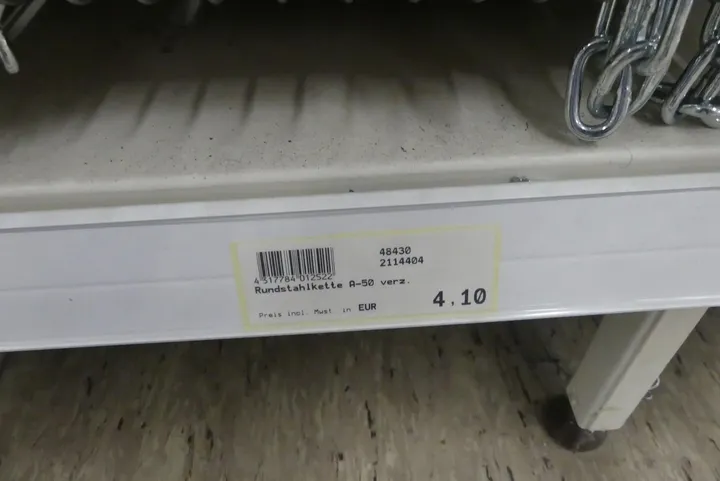 48430
2114404
4 317784 012522
Rundstahlkette A-50 verz.
Preis incl. Mwst in EUR 4,10